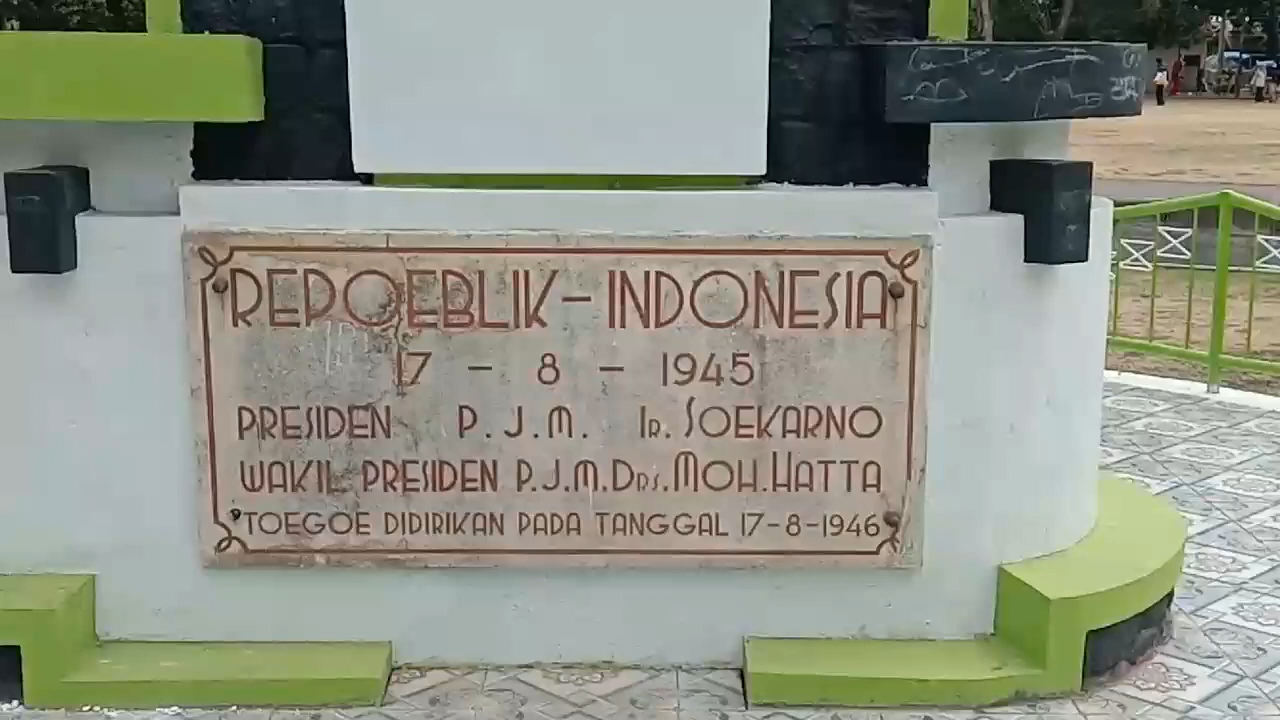 REPOEBLIK-INDONESIA
17 - 8 - 1945
PRESIDEN P.J.M. Ir. SOEKARNO
WAKIL PRESIDEN P.J.M. Drs. MOH. HATTA
TOEGOE DIDIRIKAN PADA TANGGAL 17-8-1946